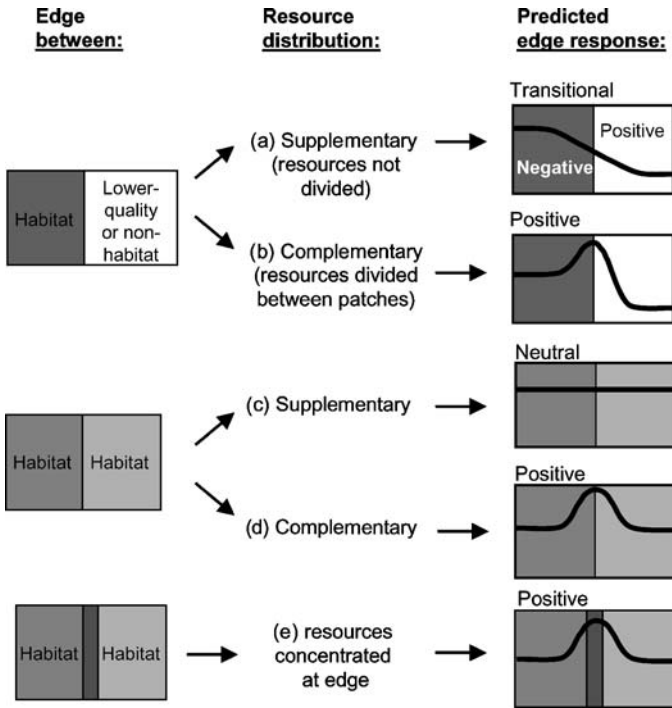 Edge
between:
Resource
distribution:
Predicted
edge response:
Habitat
Lower-
quality
or non-
habitat
(a) Supplementary
(resources not
divided)
Transitional
Positive
Negative
(b) Complementary
(resources divided
between patches)
Positive
Habitat
Habitat
(c) Supplementary
Neutral
(d) Complementary
Positive
Habitat
Habitat
(e) resources
concentrated
at edge
Positive